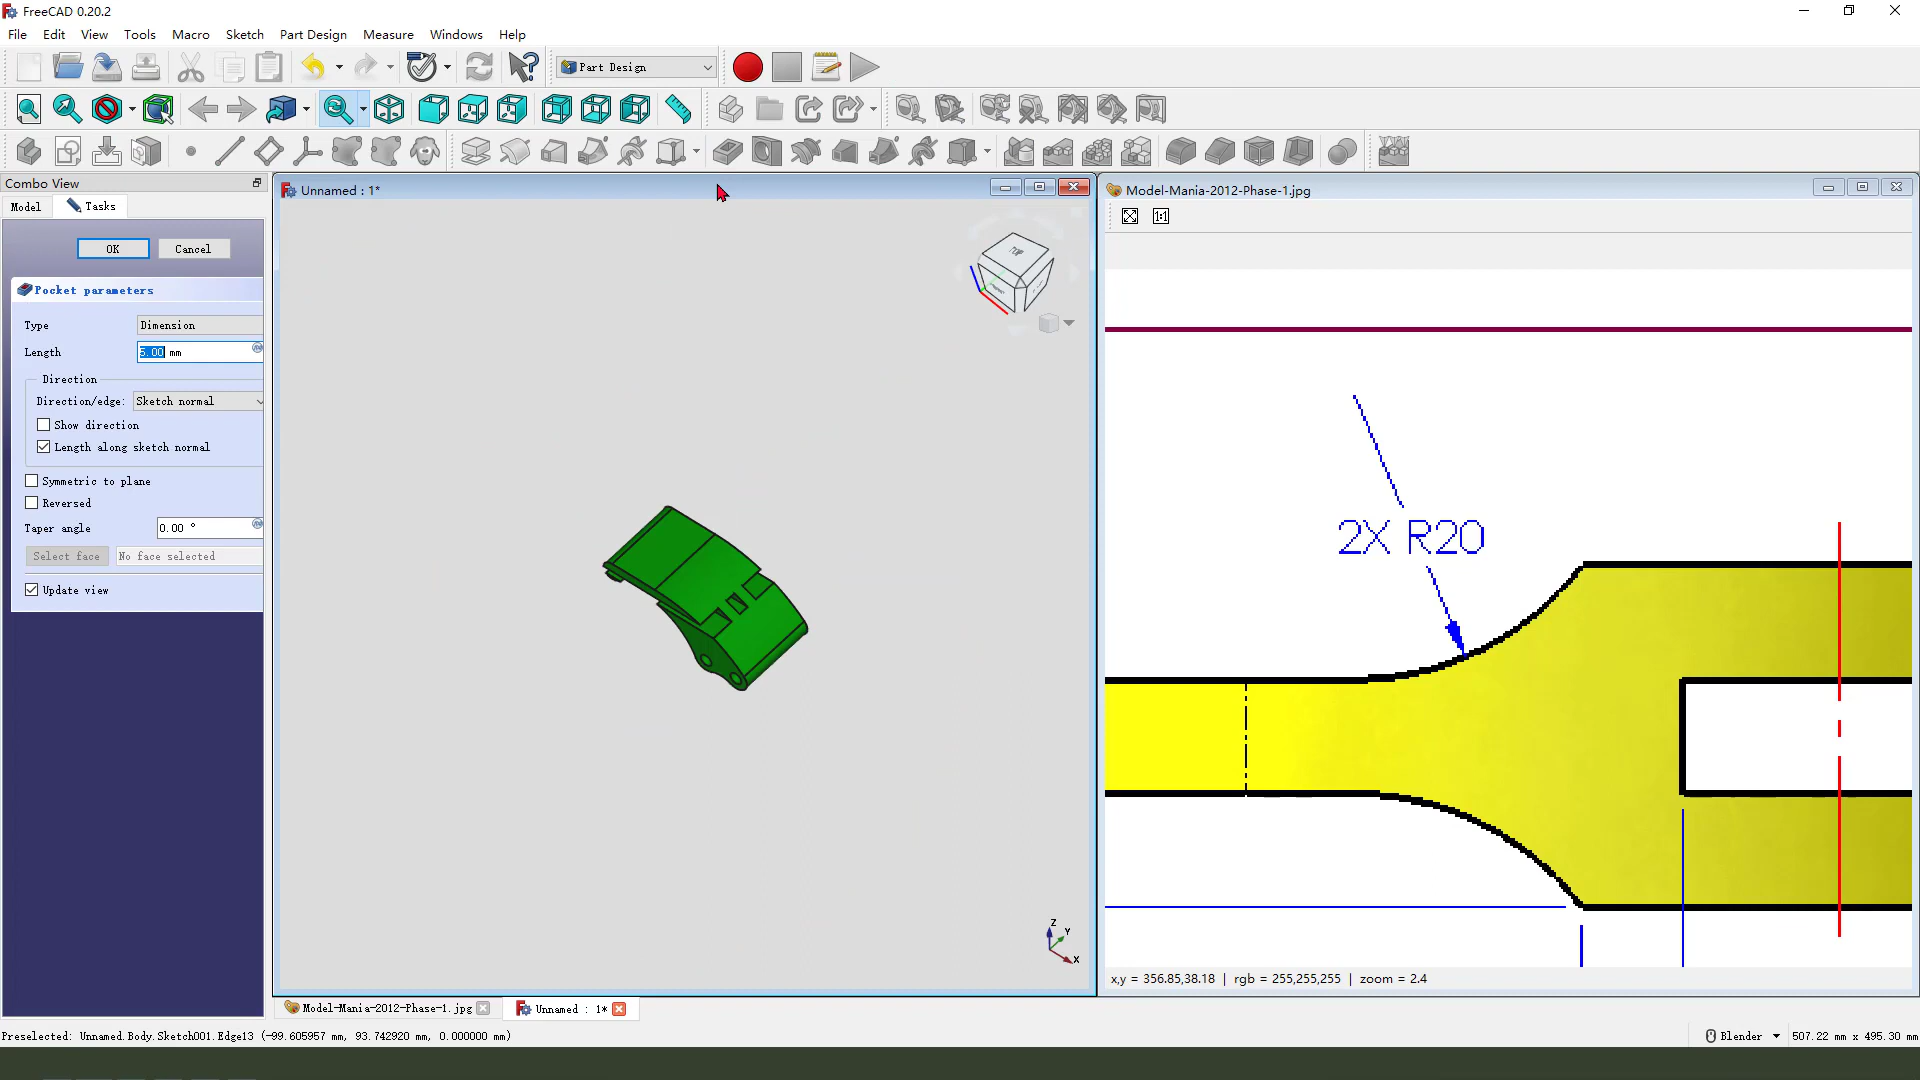 FreeCAD 0.20.2
File Edit View Tools Macro Sketch Part Design Measure Windows Help
Part Design
Combo View
Unnamed : 1*
Model-Mania-2012-Phase-1.jpg
Model Tasks
1:1
OK Cancel
TOP
Pocket parameters
Type Dimension
Length 5.00 mm
Direction
Direction/edge: Sketch normal
Show direction
Length along sketch normal
Symmetric to plane
Reversed
Taper angle 0.00 °
Select face No face selected
Update view
2X R20
Z
Y
X
x,y = 356.85,38.18 | rgb = 255,255,255 | zoom = 2.4
Model-Mania-2012-Phase-1.jpg Unnamed : 1*
Preselected: Unnamed.Body.Sketch001.Edge13 (-99.605957 mm, 93.742920 mm, 0.000000 mm)
Blender 507.22 mm x 495.30 mm